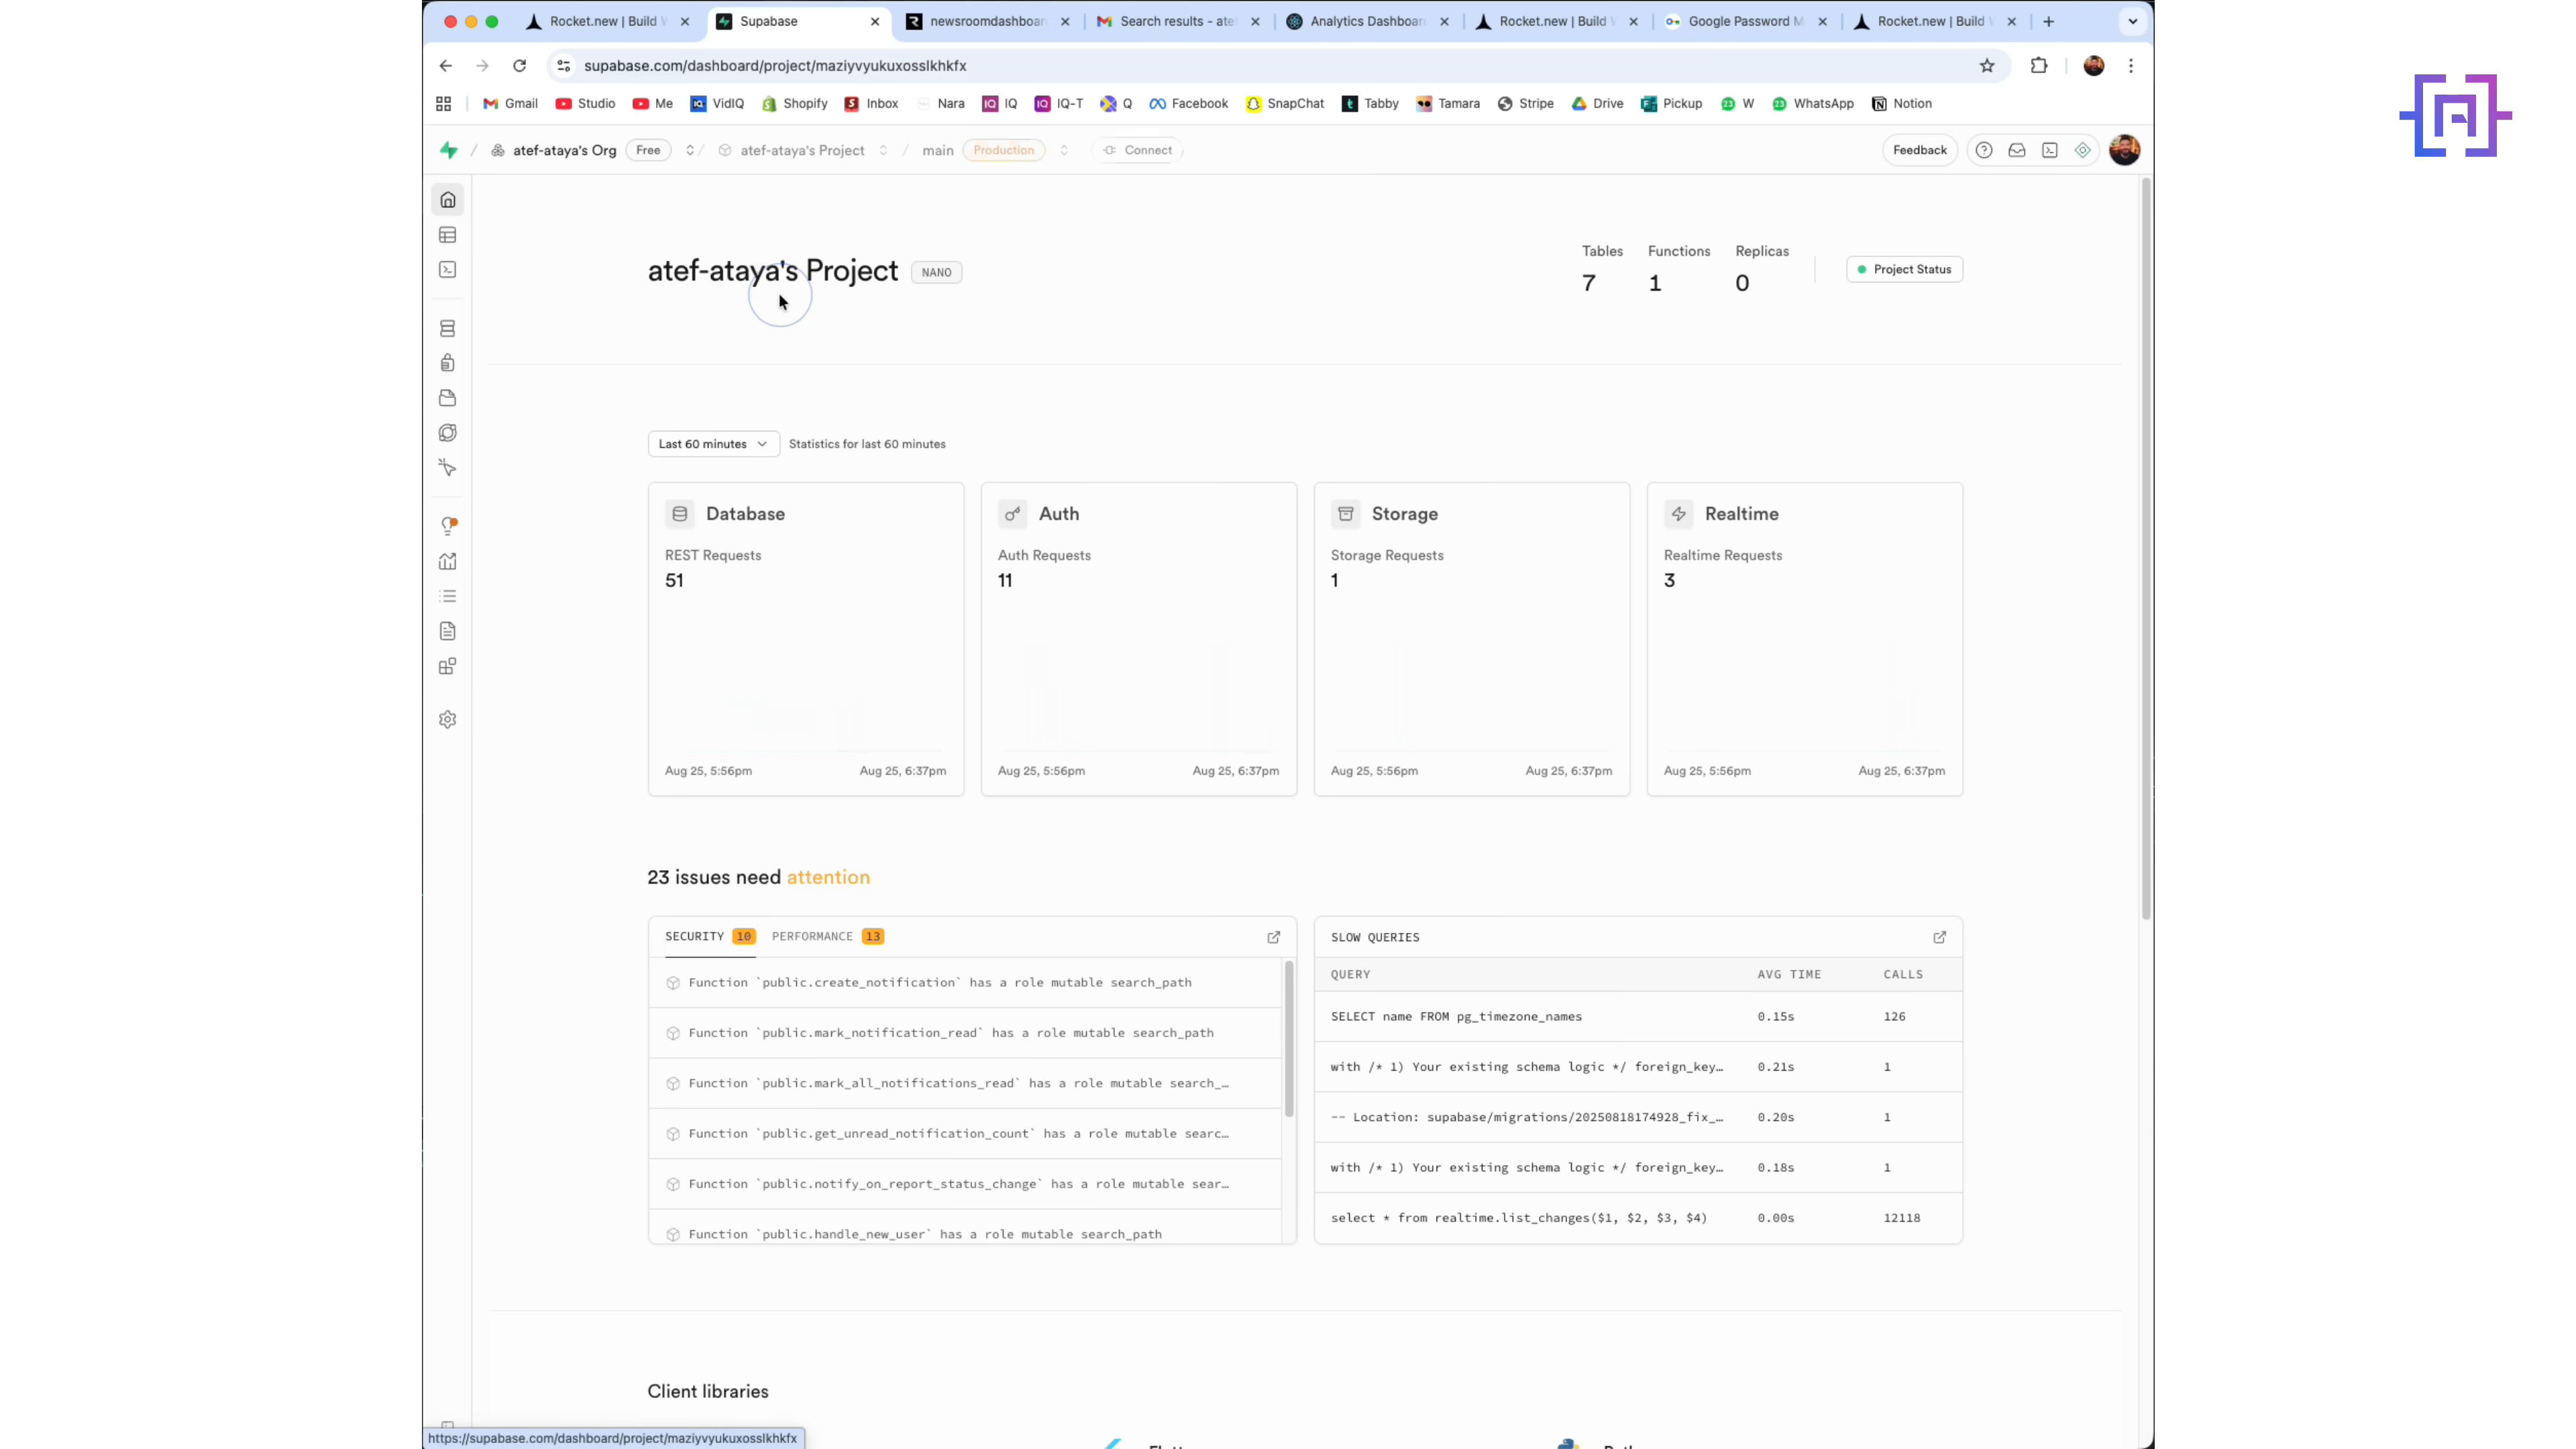 Rocket.new | Build
Supabase
newsroomdashboar
Search results - ate
Analytics Dashboar
Rocket.new | Build
Google Password M
Rocket.new | Build
supabase.com/dashboard/project/maziyvyukuxosslkhkfx
Gmail Studio Me VidIQ Shopify Inbox Nara IQ IQ-T Q Facebook SnapChat Tabby Tamara Stripe Drive Pickup W WhatsApp Notion
/ atef-ataya's Org Free / atef-ataya's Project / main Production Connect
Feedback
atef-ataya's Project NANO
Tables Functions Replicas
7 1 0
Project Status
Last 60 minutes Statistics for last 60 minutes
Database
REST Requests
51
Aug 25, 5:56pm Aug 25, 6:37pm
Auth
Auth Requests
11
Aug 25, 5:56pm Aug 25, 6:37pm
Storage
Storage Requests
1
Aug 25, 5:56pm Aug 25, 6:37pm
Realtime
Realtime Requests
3
Aug 25, 5:56pm Aug 25, 6:37pm
23 issues need attention
SECURITY 10 PERFORMANCE 13
Function `public.create_notification` has a role mutable search_path
Function `public.mark_notification_read` has a role mutable search_path
Function `public.mark_all_notifications_read` has a role mutable search_…
Function `public.get_unread_notification_count` has a role mutable searc…
Function `public.notify_on_report_status_change` has a role mutable sear…
Function `public.handle_new_user` has a role mutable search_path
SLOW QUERIES
QUERY AVG TIME CALLS
SELECT name FROM pg_timezone_names 0.15s 126
with /* 1) Your existing schema logic */ foreign_key… 0.21s 1
-- Location: supabase/migrations/20250818174928_fix_… 0.20s 1
with /* 1) Your existing schema logic */ foreign_key… 0.18s 1
select * from realtime.list_changes($1, $2, $3, $4) 0.00s 12118
Client libraries
https://supabase.com/dashboard/project/maziyvyukuxosslkhkfx